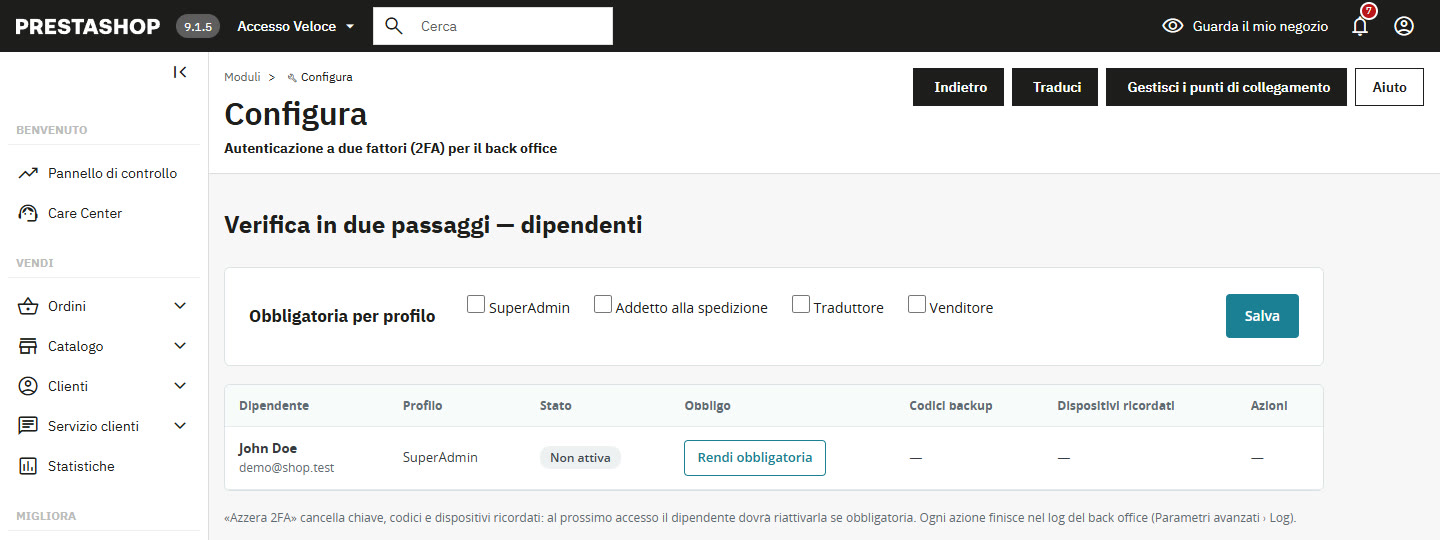 PRESTASHOP 9.1.5 Accesso Veloce Cerca Guarda il mio negozio 7
Moduli > Configura
Configura
Autenticazione a due fattori (2FA) per il back office
Indietro Traduci Gestisci i punti di collegamento Aiuto
BENVENUTO
Pannello di controllo
Care Center
VENDI
Ordini
Catalogo
Clienti
Servizio clienti
Statistiche
MIGLIORA
Verifica in due passaggi — dipendenti
Obbligatoria per profilo SuperAdmin Addetto alla spedizione Traduttore Venditore Salva
Dipendente Profilo Stato Obbligo Codici backup Dispositivi ricordati Azioni
John Doe
demo@shop.test
SuperAdmin Non attiva Rendi obbligatoria — — —
«Azzera 2FA» cancella chiave, codici e dispositivi ricordati: al prossimo accesso il dipendente dovrà riattivarla se obbligatoria. Ogni azione finisce nel log del back office (Parametri avanzati › Log).